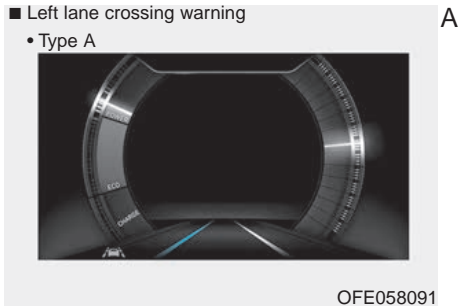 ■ Left lane crossing warning
A
• Type A
POWER
ECO
CHARGE
OFE058091